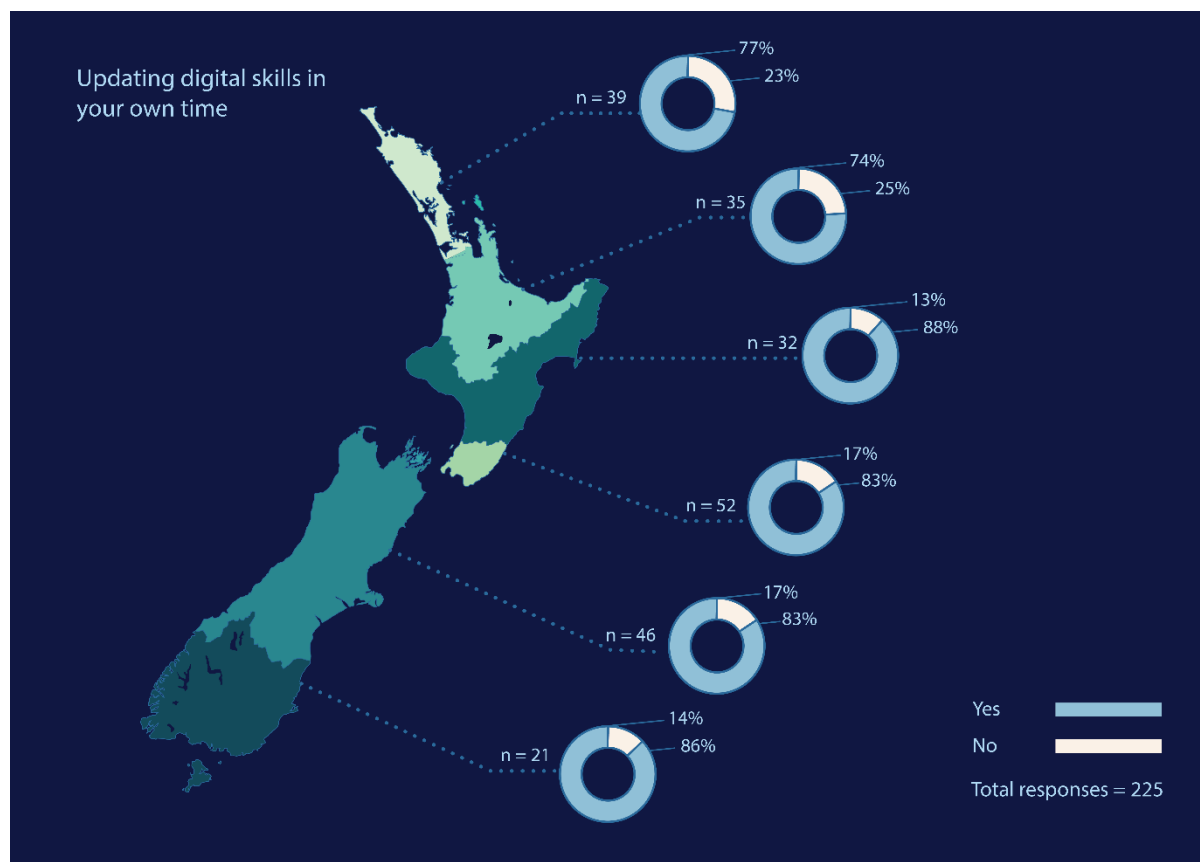 Updating digital skills in
your own time
77%
23%
n = 39
74%
25%
n = 35
13%
88%
n = 32
17%
83%
n = 52
17%
83%
n = 46
14%
86%
n = 21
Yes
No
Total responses = 225